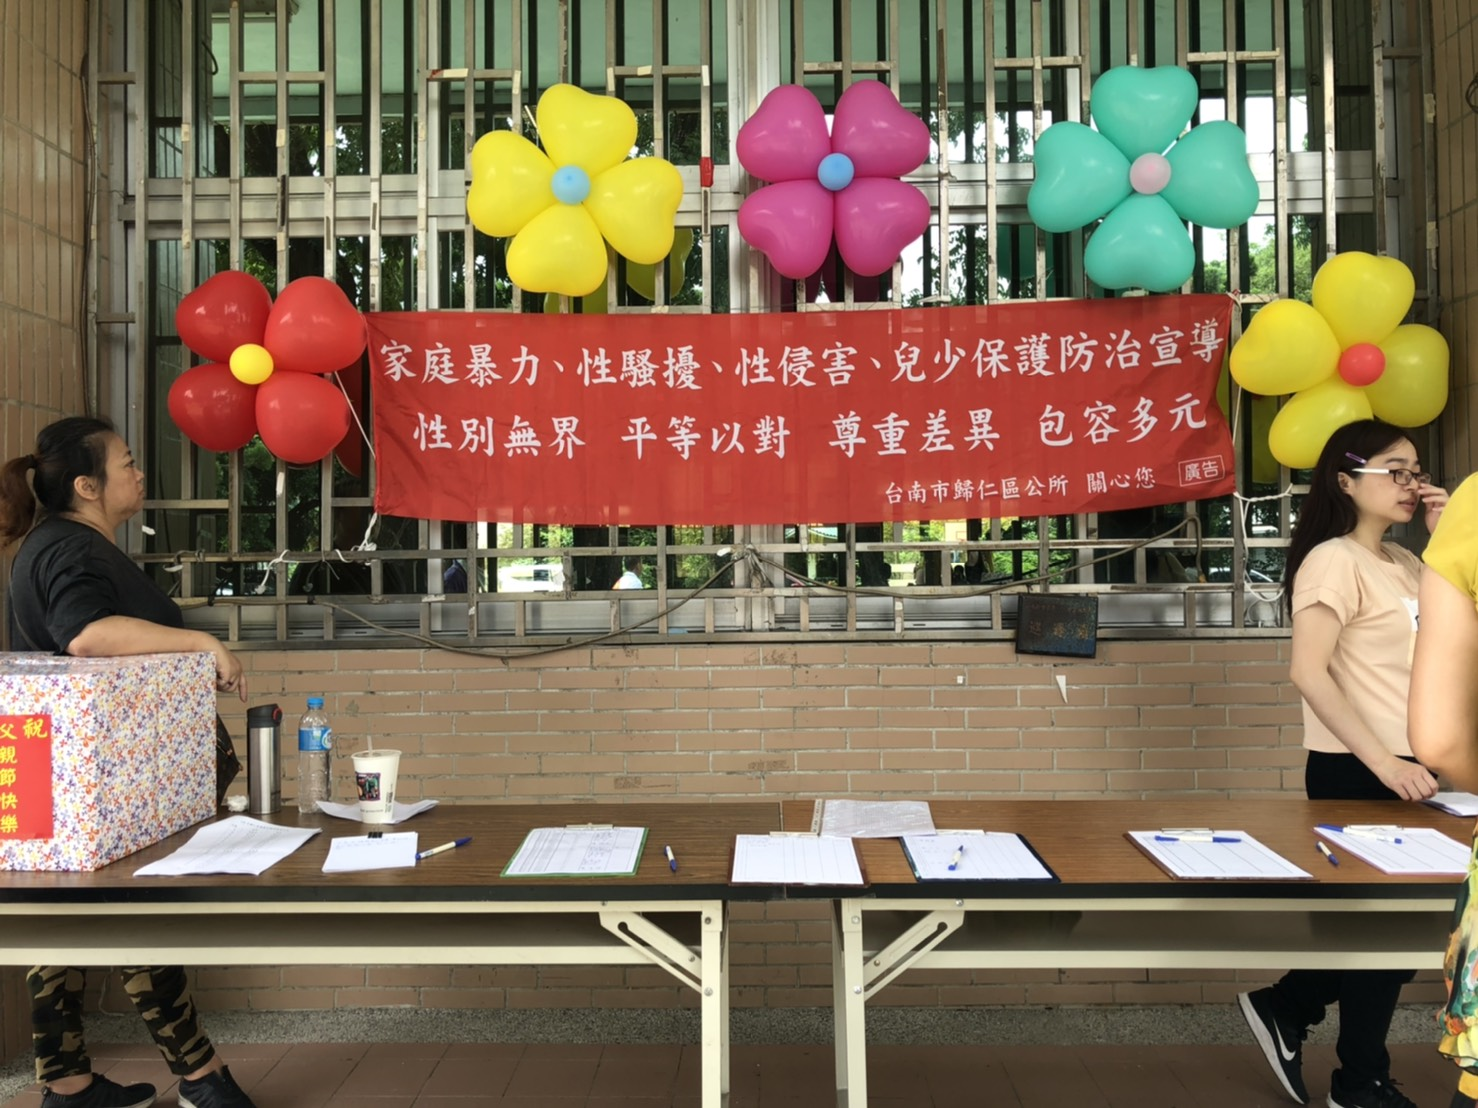 家庭暴力、性騷擾、性侵害、兒少保護防治宣導
性別無界 平等以對 尊重差異 包容多元
台南市歸仁區公所 關心您 廣告
祝
父親節快樂